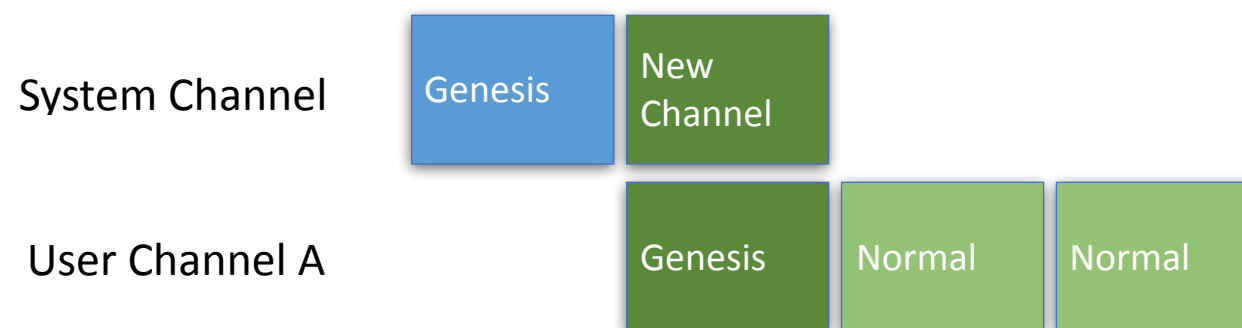 System Channel
Genesis
New
Channel
User Channel A
Genesis
Normal
Normal